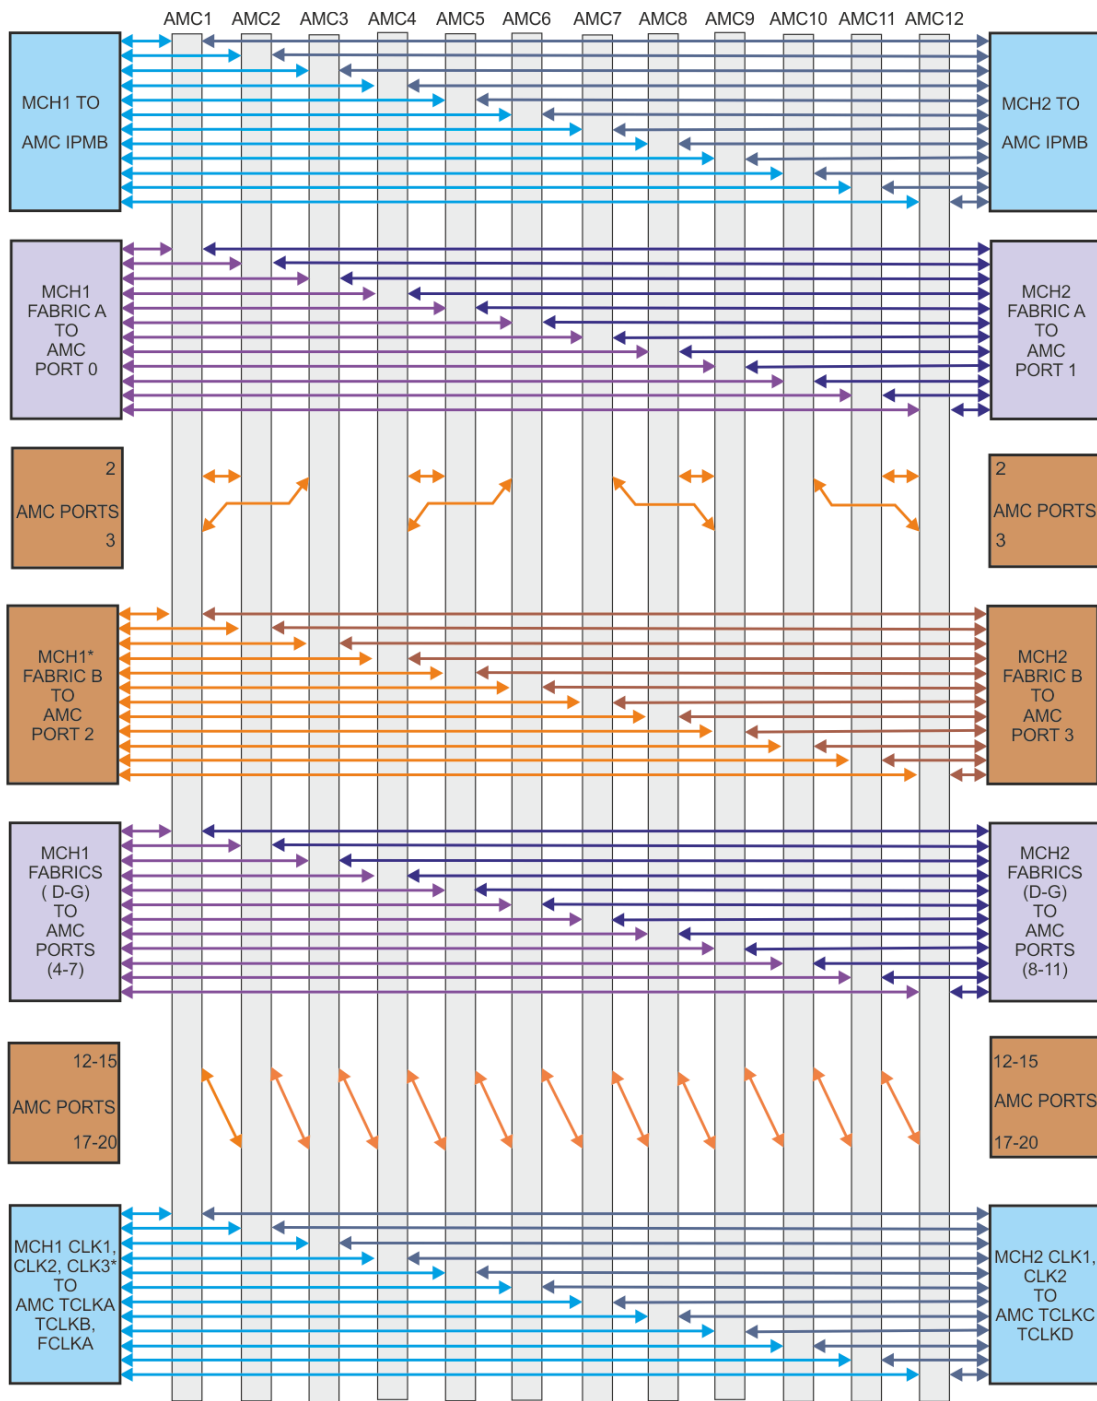 AMC1 AMC2 AMC3 AMC4 AMC5 AMC6 AMC7 AMC8 AMC9 AMC10 AMC11 AMC12
MCH1 TO
AMC IPMB
MCH2 TO
AMC IPMB
MCH1
FABRIC A
TO
AMC
PORT 0
MCH2
FABRIC A
TO
AMC
PORT 1
2
AMC PORTS
3
2
AMC PORTS
3
MCH1*
FABRIC B
TO
AMC
PORT 2
MCH2
FABRIC B
TO
AMC
PORT 3
MCH1
FABRICS
( D-G)
TO
AMC
PORTS
(4-7)
MCH2
FABRICS
(D-G)
TO
AMC
PORTS
(8-11)
12-15
AMC PORTS
17-20
12-15
AMC PORTS
17-20
MCH1 CLK1,
CLK2, CLK3*
TO
AMC TCLKA
TCLKB,
FCLKA
MCH2 CLK1,
CLK2
TO
AMC TCLKC
TCLKD